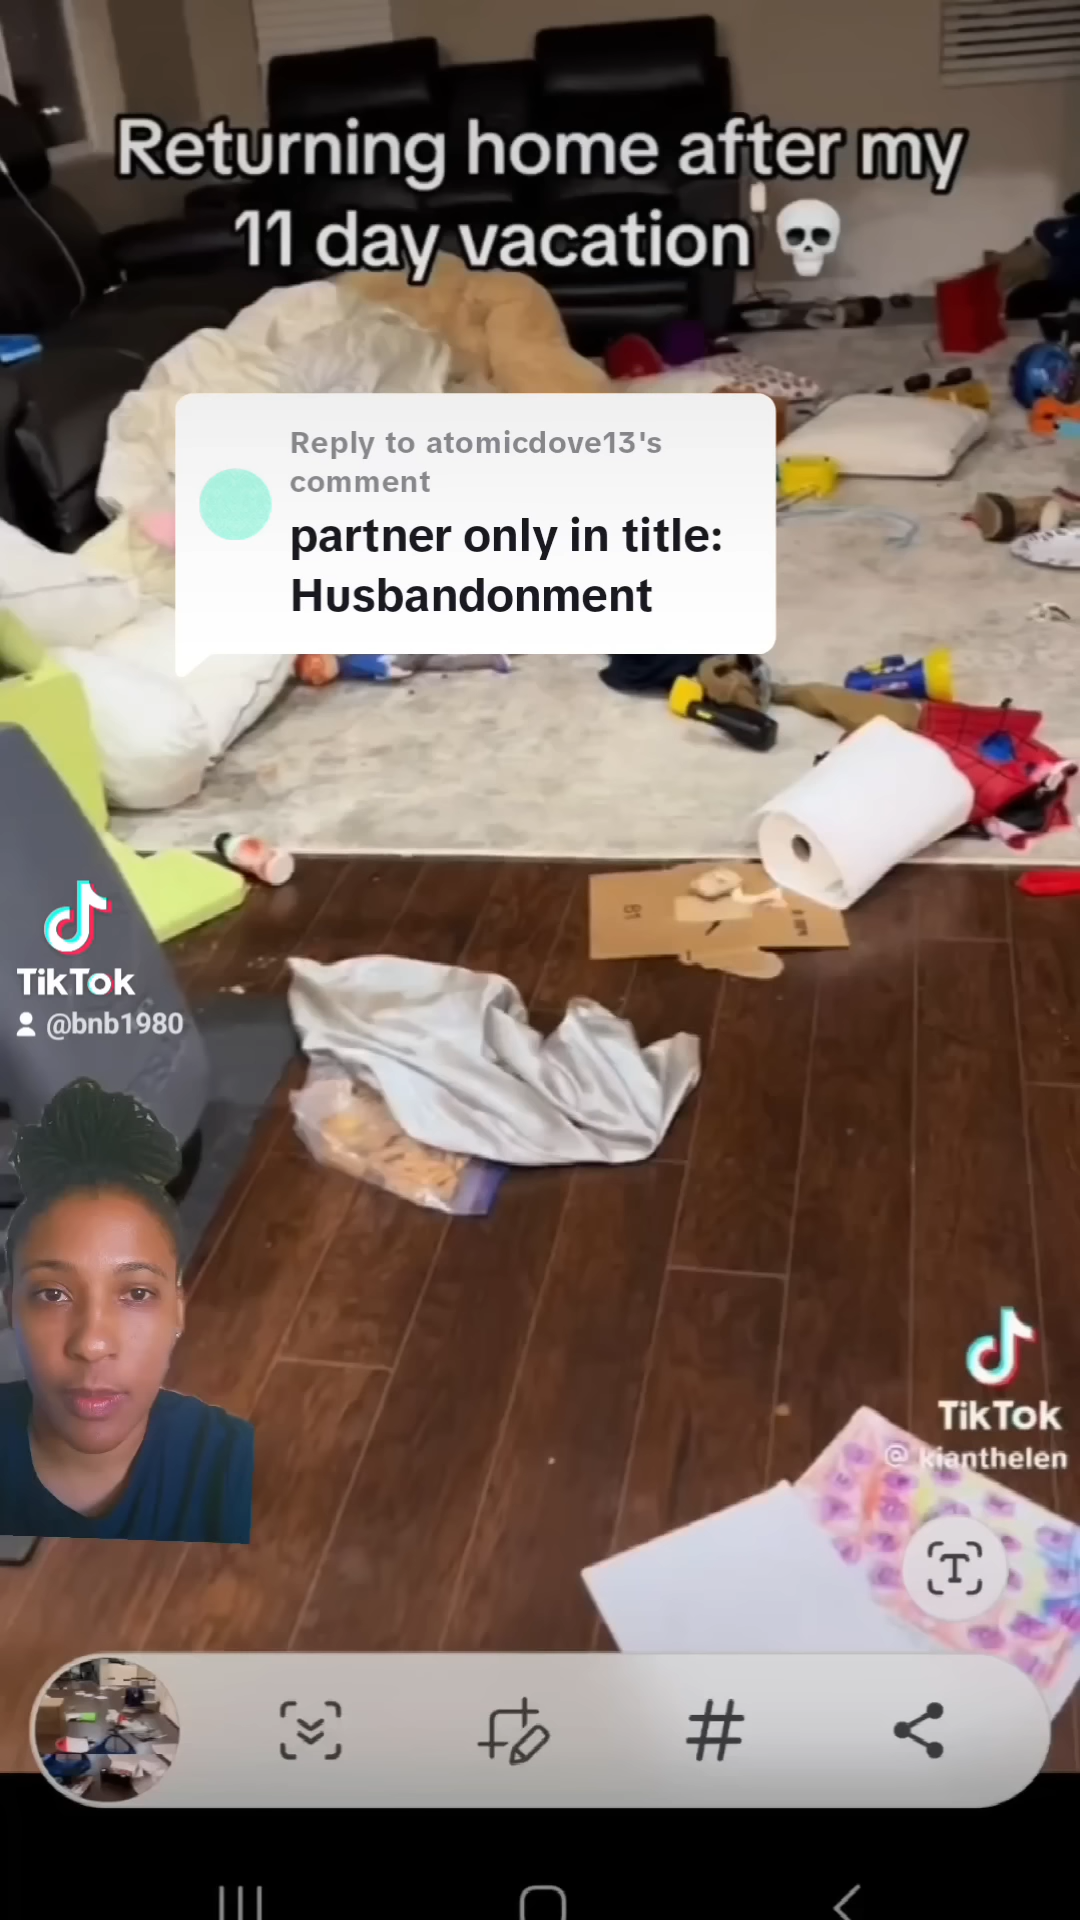 Returning home after my
11 day vacation 💀
Reply to atomicdove13's
comment
partner only in title:
Husbandonment
TikTok
@bnb1980
B1
TikTok
@ kianthelen
T